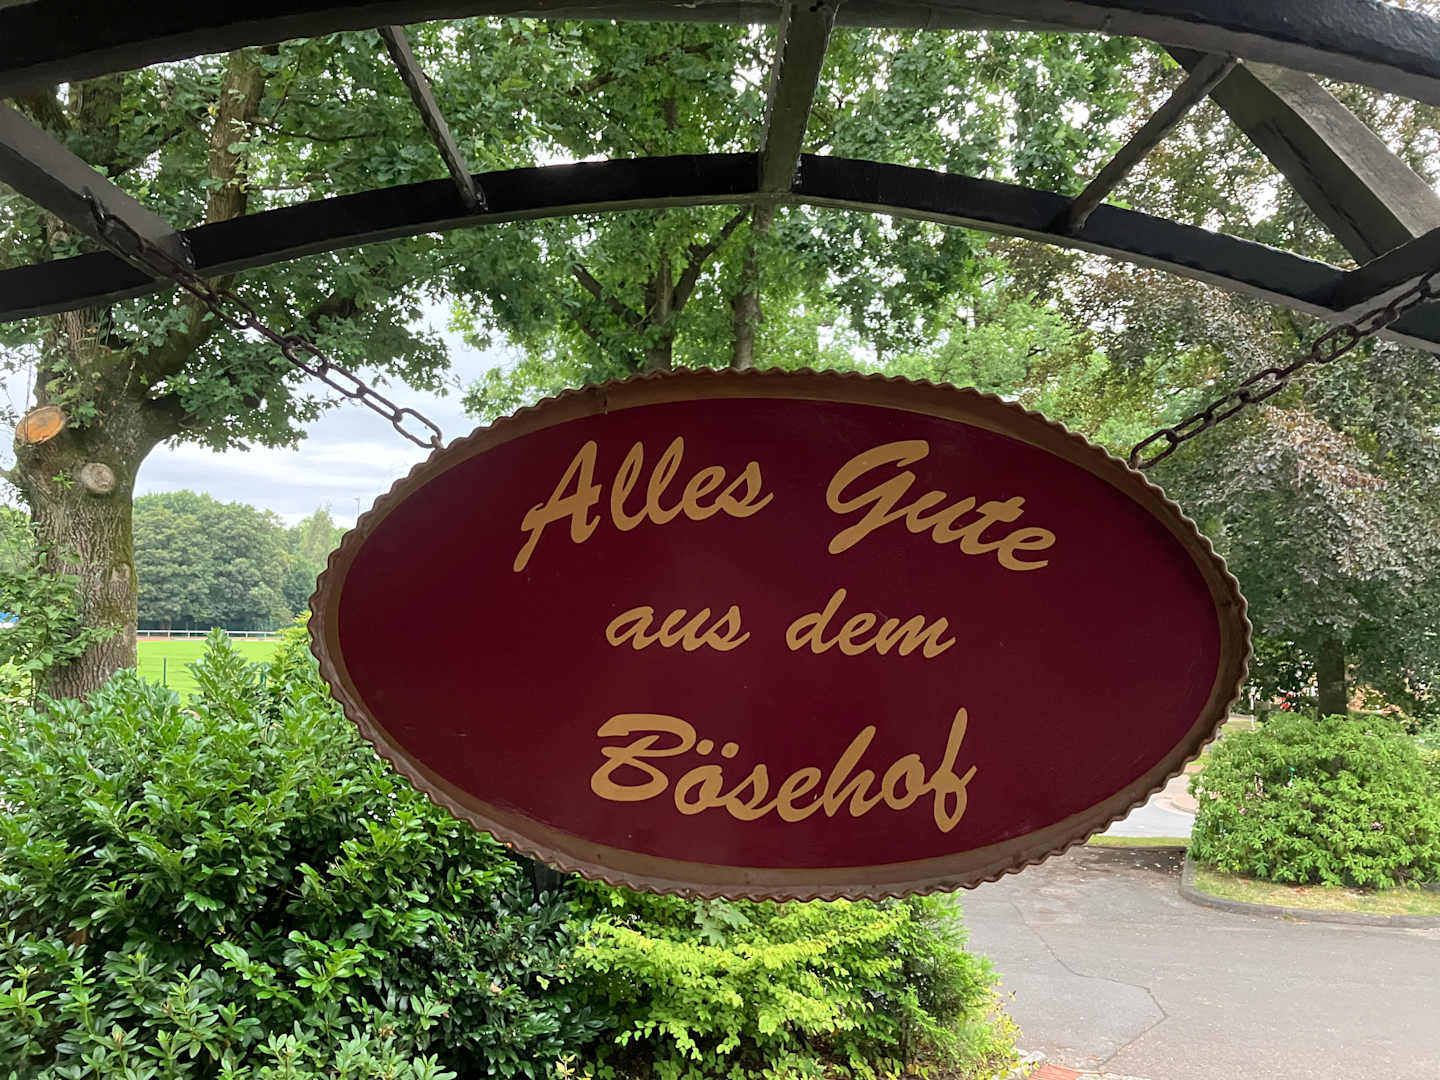 Alles Gute
aus dem
Bösehof